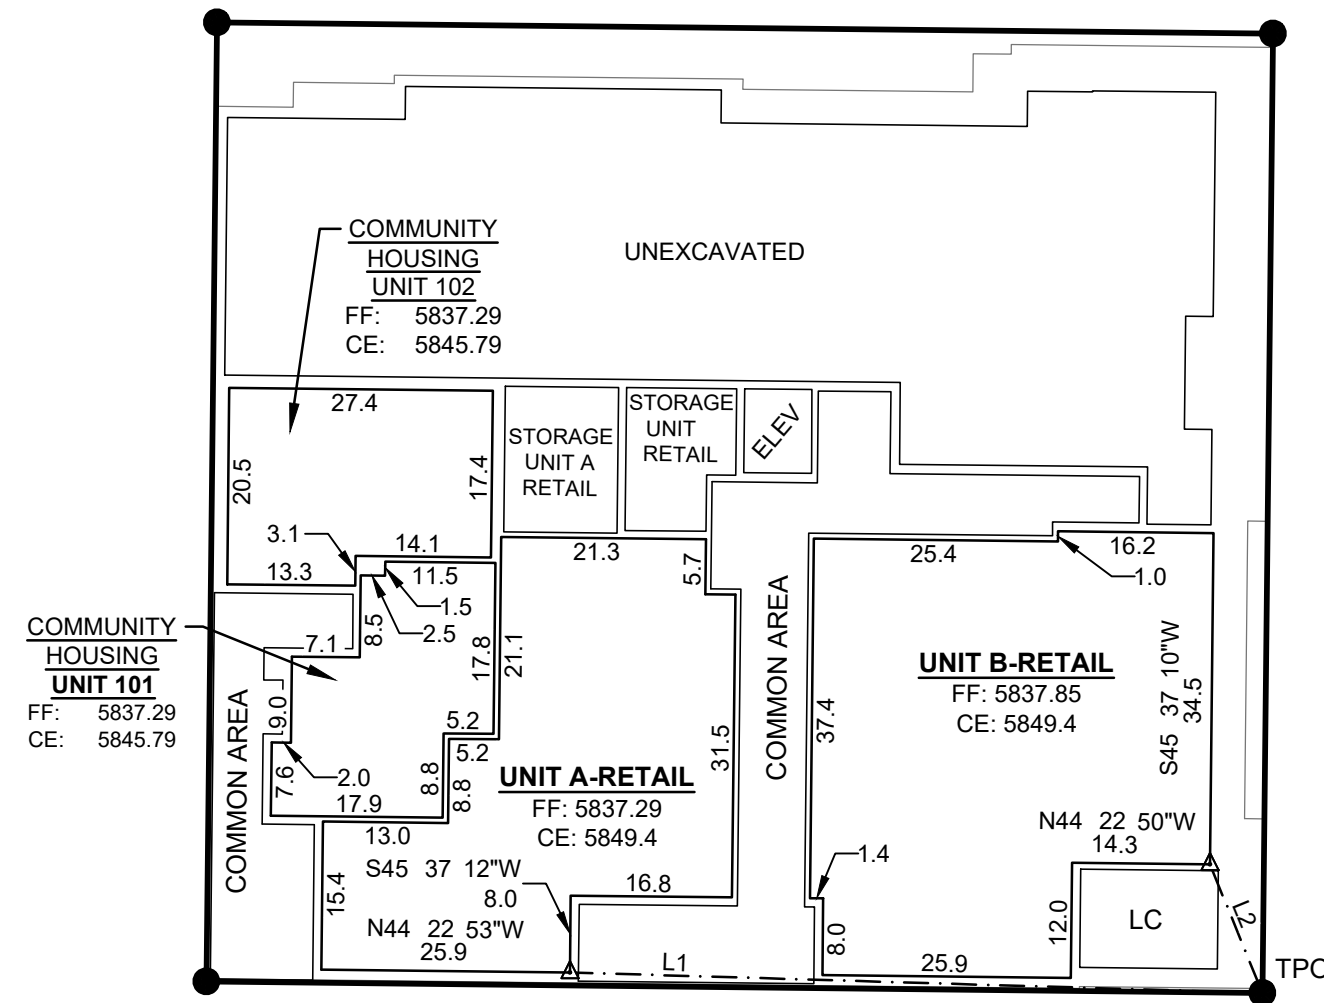 COMMUNITY
HOUSING
UNIT 102
FF: 5837.29
CE: 5845.79
UNEXCAVATED
27.4
20.5
17.4
3.1
14.1
13.3
STORAGE
UNIT A
RETAIL
STORAGE
UNIT
RETAIL
ELEV
COMMUNITY
HOUSING
UNIT 101
FF: 5837.29
CE: 5845.79
11.5
1.5
2.5
8.5
7.1
17.8
9.0
5.2
2.0
7.6
8.8
17.9
COMMON AREA
21.3
5.7
21.1
31.5
5.2
8.8
UNIT A-RETAIL
FF: 5837.29
CE: 5849.4
13.0
S45 37 12"W
8.0
16.8
15.4
N44 22 53"W
25.9
COMMON AREA
25.4
16.2
1.0
37.4
UNIT B-RETAIL
FF: 5837.85
CE: 5849.4
S45 37 10"W
34.5
N44 22 50"W
14.3
1.4
8.0
12.0
25.9
LC
L1
L2
TPO